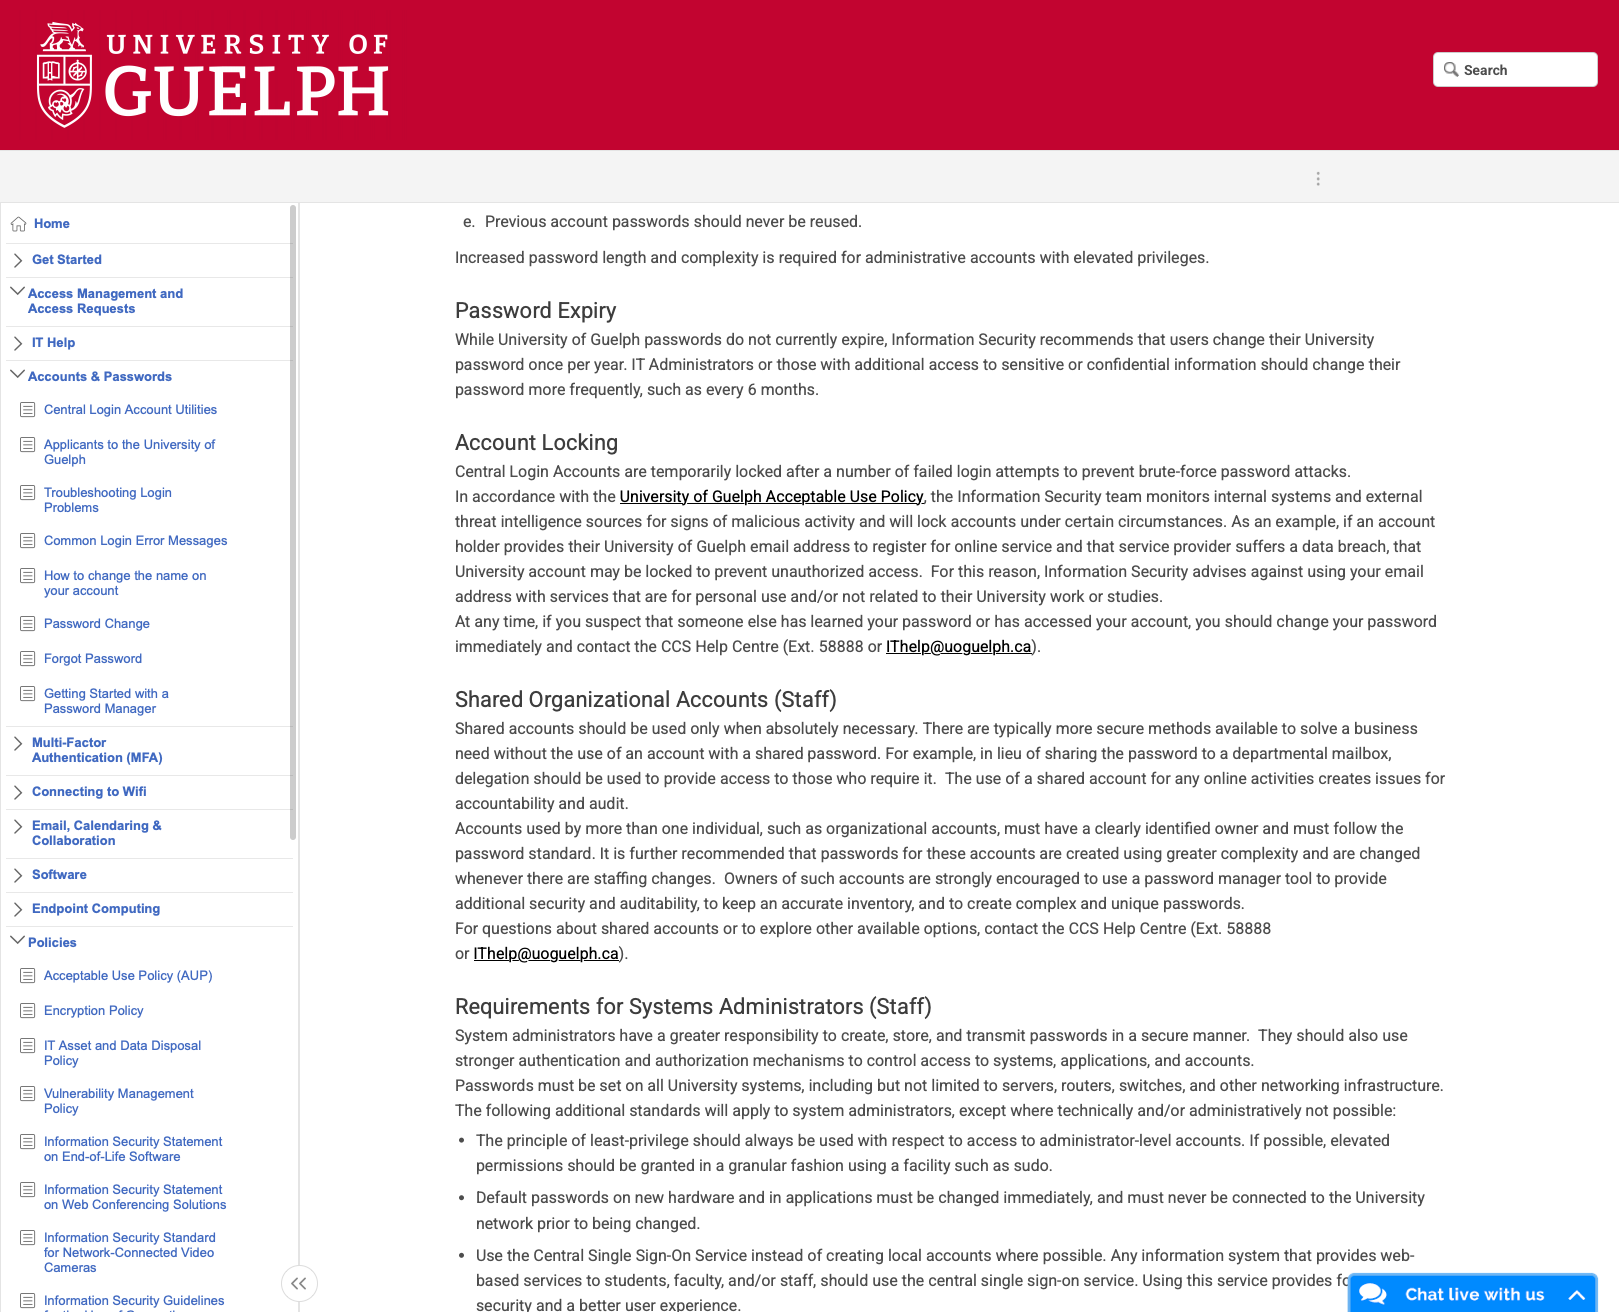 UNIVERSITY OF
GUELPH
Search
Home
Get Started
Access Management and
Access Requests
IT Help
Accounts & Passwords
Central Login Account Utilities
Applicants to the University of
Guelph
Troubleshooting Login
Problems
Common Login Error Messages
How to change the name on
your account
Password Change
Forgot Password
Getting Started with a
Password Manager
Multi-Factor
Authentication (MFA)
Connecting to Wifi
Email, Calendaring &
Collaboration
Software
Endpoint Computing
Policies
Acceptable Use Policy (AUP)
Encryption Policy
IT Asset and Data Disposal
Policy
Vulnerability Management
Policy
Information Security Statement
on End-of-Life Software
Information Security Statement
on Web Conferencing Solutions
Information Security Standard
for Network-Connected Video
Cameras
Information Security Guidelines
e. Previous account passwords should never be reused.
Increased password length and complexity is required for administrative accounts with elevated privileges.
Password Expiry
While University of Guelph passwords do not currently expire, Information Security recommends that users change their University
password once per year. IT Administrators or those with additional access to sensitive or confidential information should change their
password more frequently, such as every 6 months.
Account Locking
Central Login Accounts are temporarily locked after a number of failed login attempts to prevent brute-force password attacks.
In accordance with the University of Guelph Acceptable Use Policy, the Information Security team monitors internal systems and external
threat intelligence sources for signs of malicious activity and will lock accounts under certain circumstances. As an example, if an account
holder provides their University of Guelph email address to register for online service and that service provider suffers a data breach, that
University account may be locked to prevent unauthorized access.  For this reason, Information Security advises against using your email
address with services that are for personal use and/or not related to their University work or studies.
At any time, if you suspect that someone else has learned your password or has accessed your account, you should change your password
immediately and contact the CCS Help Centre (Ext. 58888 or IThelp@uoguelph.ca).
Shared Organizational Accounts (Staff)
Shared accounts should be used only when absolutely necessary. There are typically more secure methods available to solve a business
need without the use of an account with a shared password. For example, in lieu of sharing the password to a departmental mailbox,
delegation should be used to provide access to those who require it.  The use of a shared account for any online activities creates issues for
accountability and audit.
Accounts used by more than one individual, such as organizational accounts, must have a clearly identified owner and must follow the
password standard. It is further recommended that passwords for these accounts are created using greater complexity and are changed
whenever there are staffing changes.  Owners of such accounts are strongly encouraged to use a password manager tool to provide
additional security and auditability, to keep an accurate inventory, and to create complex and unique passwords.
For questions about shared accounts or to explore other available options, contact the CCS Help Centre (Ext. 58888
or IThelp@uoguelph.ca).
Requirements for Systems Administrators (Staff)
System administrators have a greater responsibility to create, store, and transmit passwords in a secure manner.  They should also use
stronger authentication and authorization mechanisms to control access to systems, applications, and accounts.
Passwords must be set on all University systems, including but not limited to servers, routers, switches, and other networking infrastructure.
The following additional standards will apply to system administrators, except where technically and/or administratively not possible:
• The principle of least-privilege should always be used with respect to access to administrator-level accounts. If possible, elevated
permissions should be granted in a granular fashion using a facility such as sudo.
• Default passwords on new hardware and in applications must be changed immediately, and must never be connected to the University
network prior to being changed.
• Use the Central Single Sign-On Service instead of creating local accounts where possible. Any information system that provides web-
based services to students, faculty, and/or staff, should use the central single sign-on service. Using this service provides
security and a better user experience.
Chat live with us